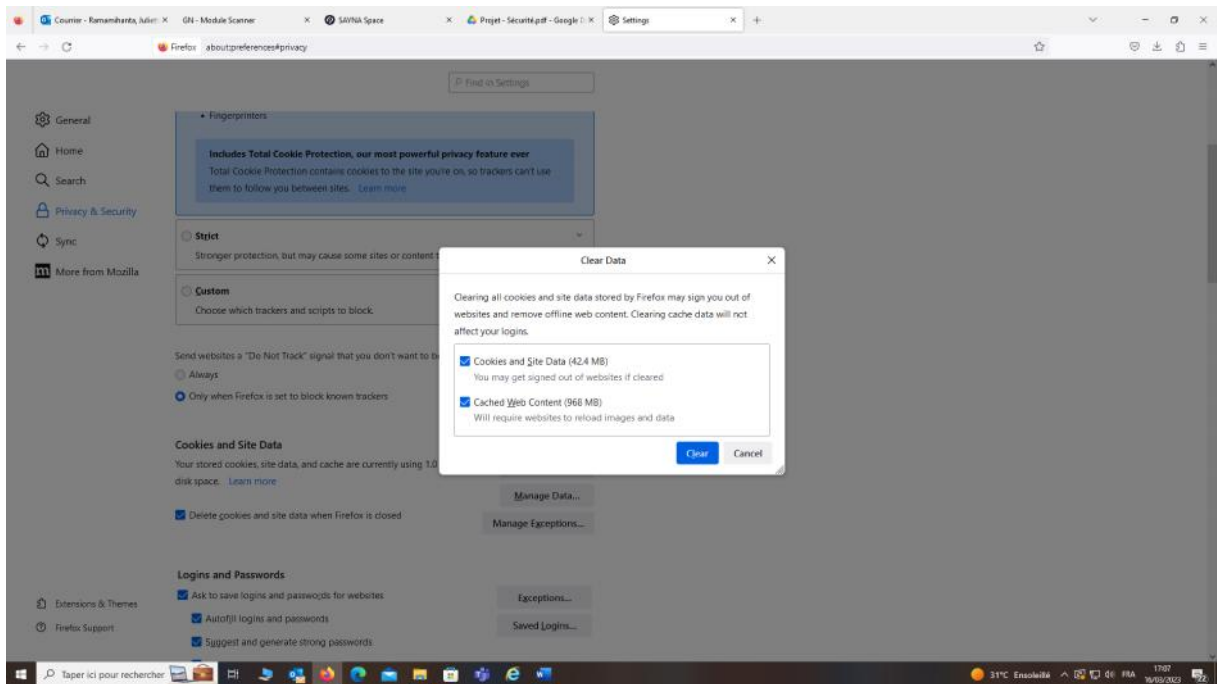 Courrier - Ramamihanta, Juliet
GN - Module Scanner
SAYNA Space
Projet - Sécurité.pdf - Google
Settings
Firefox
about:preferences#privacy
Find in Settings
General
Home
Search
Privacy & Security
Sync
More from Mozilla
Extensions & Themes
Firefox Support
• Fingerprinters
Includes Total Cookie Protection, our most powerful privacy feature ever
Total Cookie Protection contains cookies to the site you're on, so trackers can't use
them to follow you between sites. Learn more
Strict
Stronger protection, but may cause some sites or content
Custom
Choose which trackers and scripts to block.
Send websites a "Do Not Track" signal that you don't want to
Always
Only when Firefox is set to block known trackers
Cookies and Site Data
Your stored cookies, site data, and cache are currently using 1.0
disk space. Learn more
Manage Data...
Delete cookies and site data when Firefox is closed
Manage Exceptions...
Logins and Passwords
Ask to save logins and passwords for websites
Exceptions...
Autofill logins and passwords
Saved Logins...
Suggest and generate strong passwords
Clear Data
Clearing all cookies and site data stored by Firefox may sign you out of
websites and remove offline web content. Clearing cache data will not
affect your logins.
Cookies and Site Data (42.4 MB)
You may get signed out of websites if cleared
Cached Web Content (968 MB)
Will require websites to reload images and data
Clear
Cancel
Taper ici pour rechercher
31°C Ensoleillé
FRA
17:07
16/03/2023